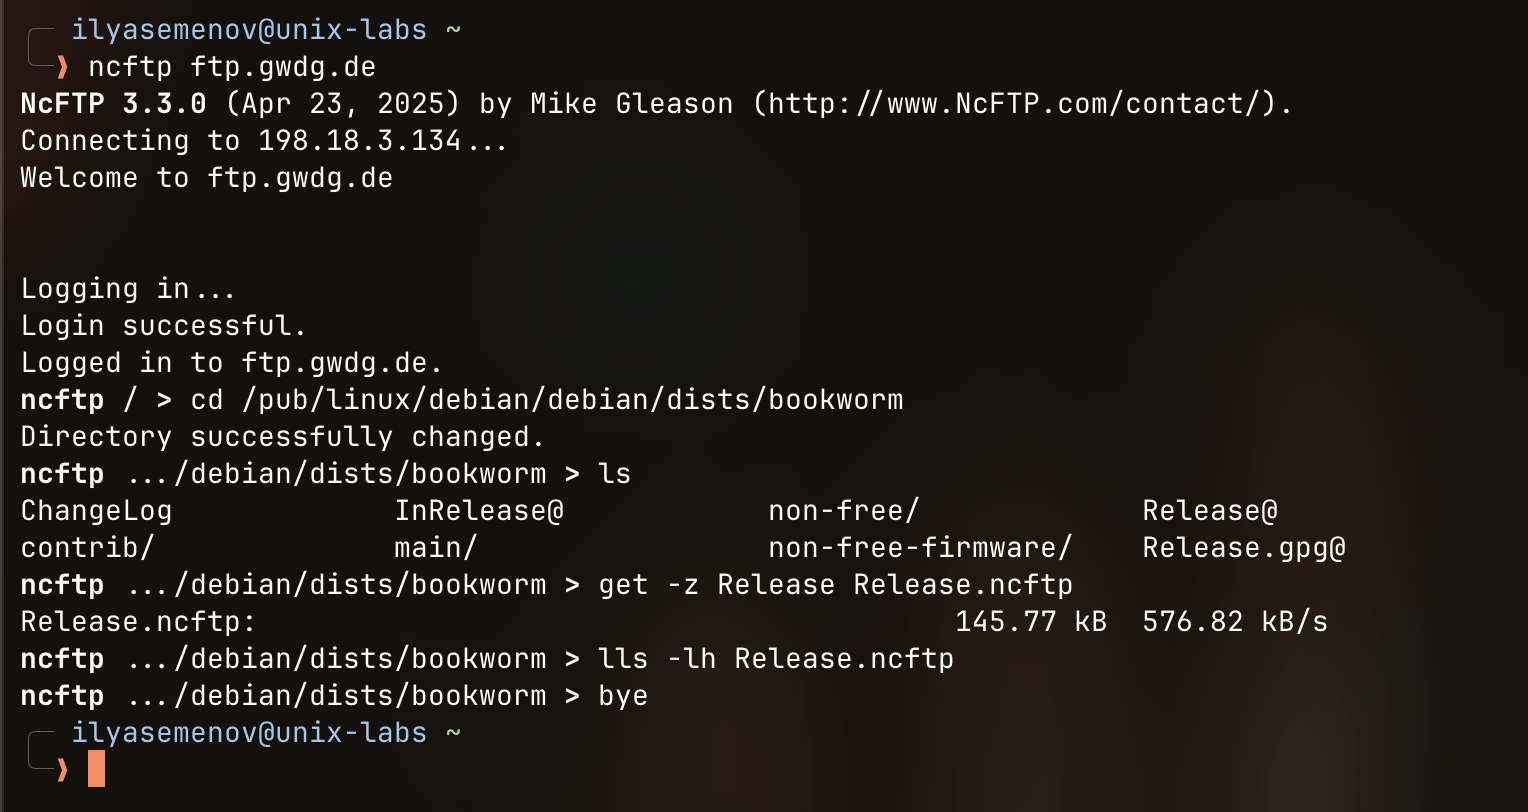 ilyasemenov@unix-labs ~
❯ ncftp ftp.gwdg.de
NcFTP 3.3.0 (Apr 23, 2025) by Mike Gleason (http://www.NcFTP.com/contact/).
Connecting to 198.18.3.134...
Welcome to ftp.gwdg.de
Logging in...
Login successful.
Logged in to ftp.gwdg.de.
ncftp / > cd /pub/linux/debian/debian/dists/bookworm
Directory successfully changed.
ncftp .../debian/dists/bookworm > ls
ChangeLog InRelease@ non-free/ Release@
contrib/ main/ non-free-firmware/ Release.gpg@
ncftp .../debian/dists/bookworm > get -z Release Release.ncftp
Release.ncftp: 145.77 kB 576.82 kB/s
ncftp .../debian/dists/bookworm > lls -lh Release.ncftp
ncftp .../debian/dists/bookworm > bye
ilyasemenov@unix-labs ~
❯